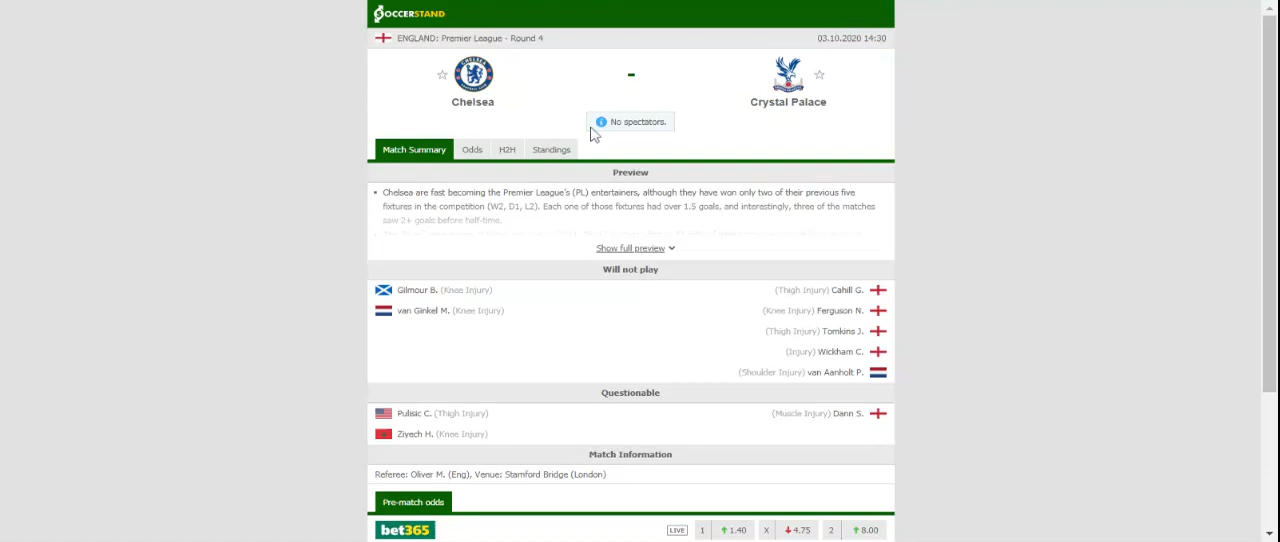 SOCCERSTAND
ENGLAND: Premier League - Round 4 03.10.2020 14:30
-
Chelsea Crystal Palace
No spectators.
Match Summary Odds H2H Standings
Preview
Chelsea are fast becoming the Premier League's (PL) entertainers, although they have won only two of their previous five
fixtures in the competition (W2, D1, L2). Each one of those fixtures had over 1.5 goals, and interestingly, three of the matches
saw 2+ goals before half-time.
Show full preview
Will not play
Gilmour B. (Knee Injury) (Thigh Injury) Cahill G.
van Ginkel M. (Knee Injury) (Knee Injury) Ferguson N.
(Thigh Injury) Tomkins J.
(Injury) Wickham C.
(Shoulder Injury) van Aanholt P.
Questionable
Pulisic C. (Thigh Injury) (Muscle Injury) Dann S.
Ziyech H. (Knee Injury)
Match Information
Referee: Oliver M. (Eng), Venue: Stamford Bridge (London)
Pre-match odds
bet365 LIVE 1 1.40 X 4.75 2 8.00